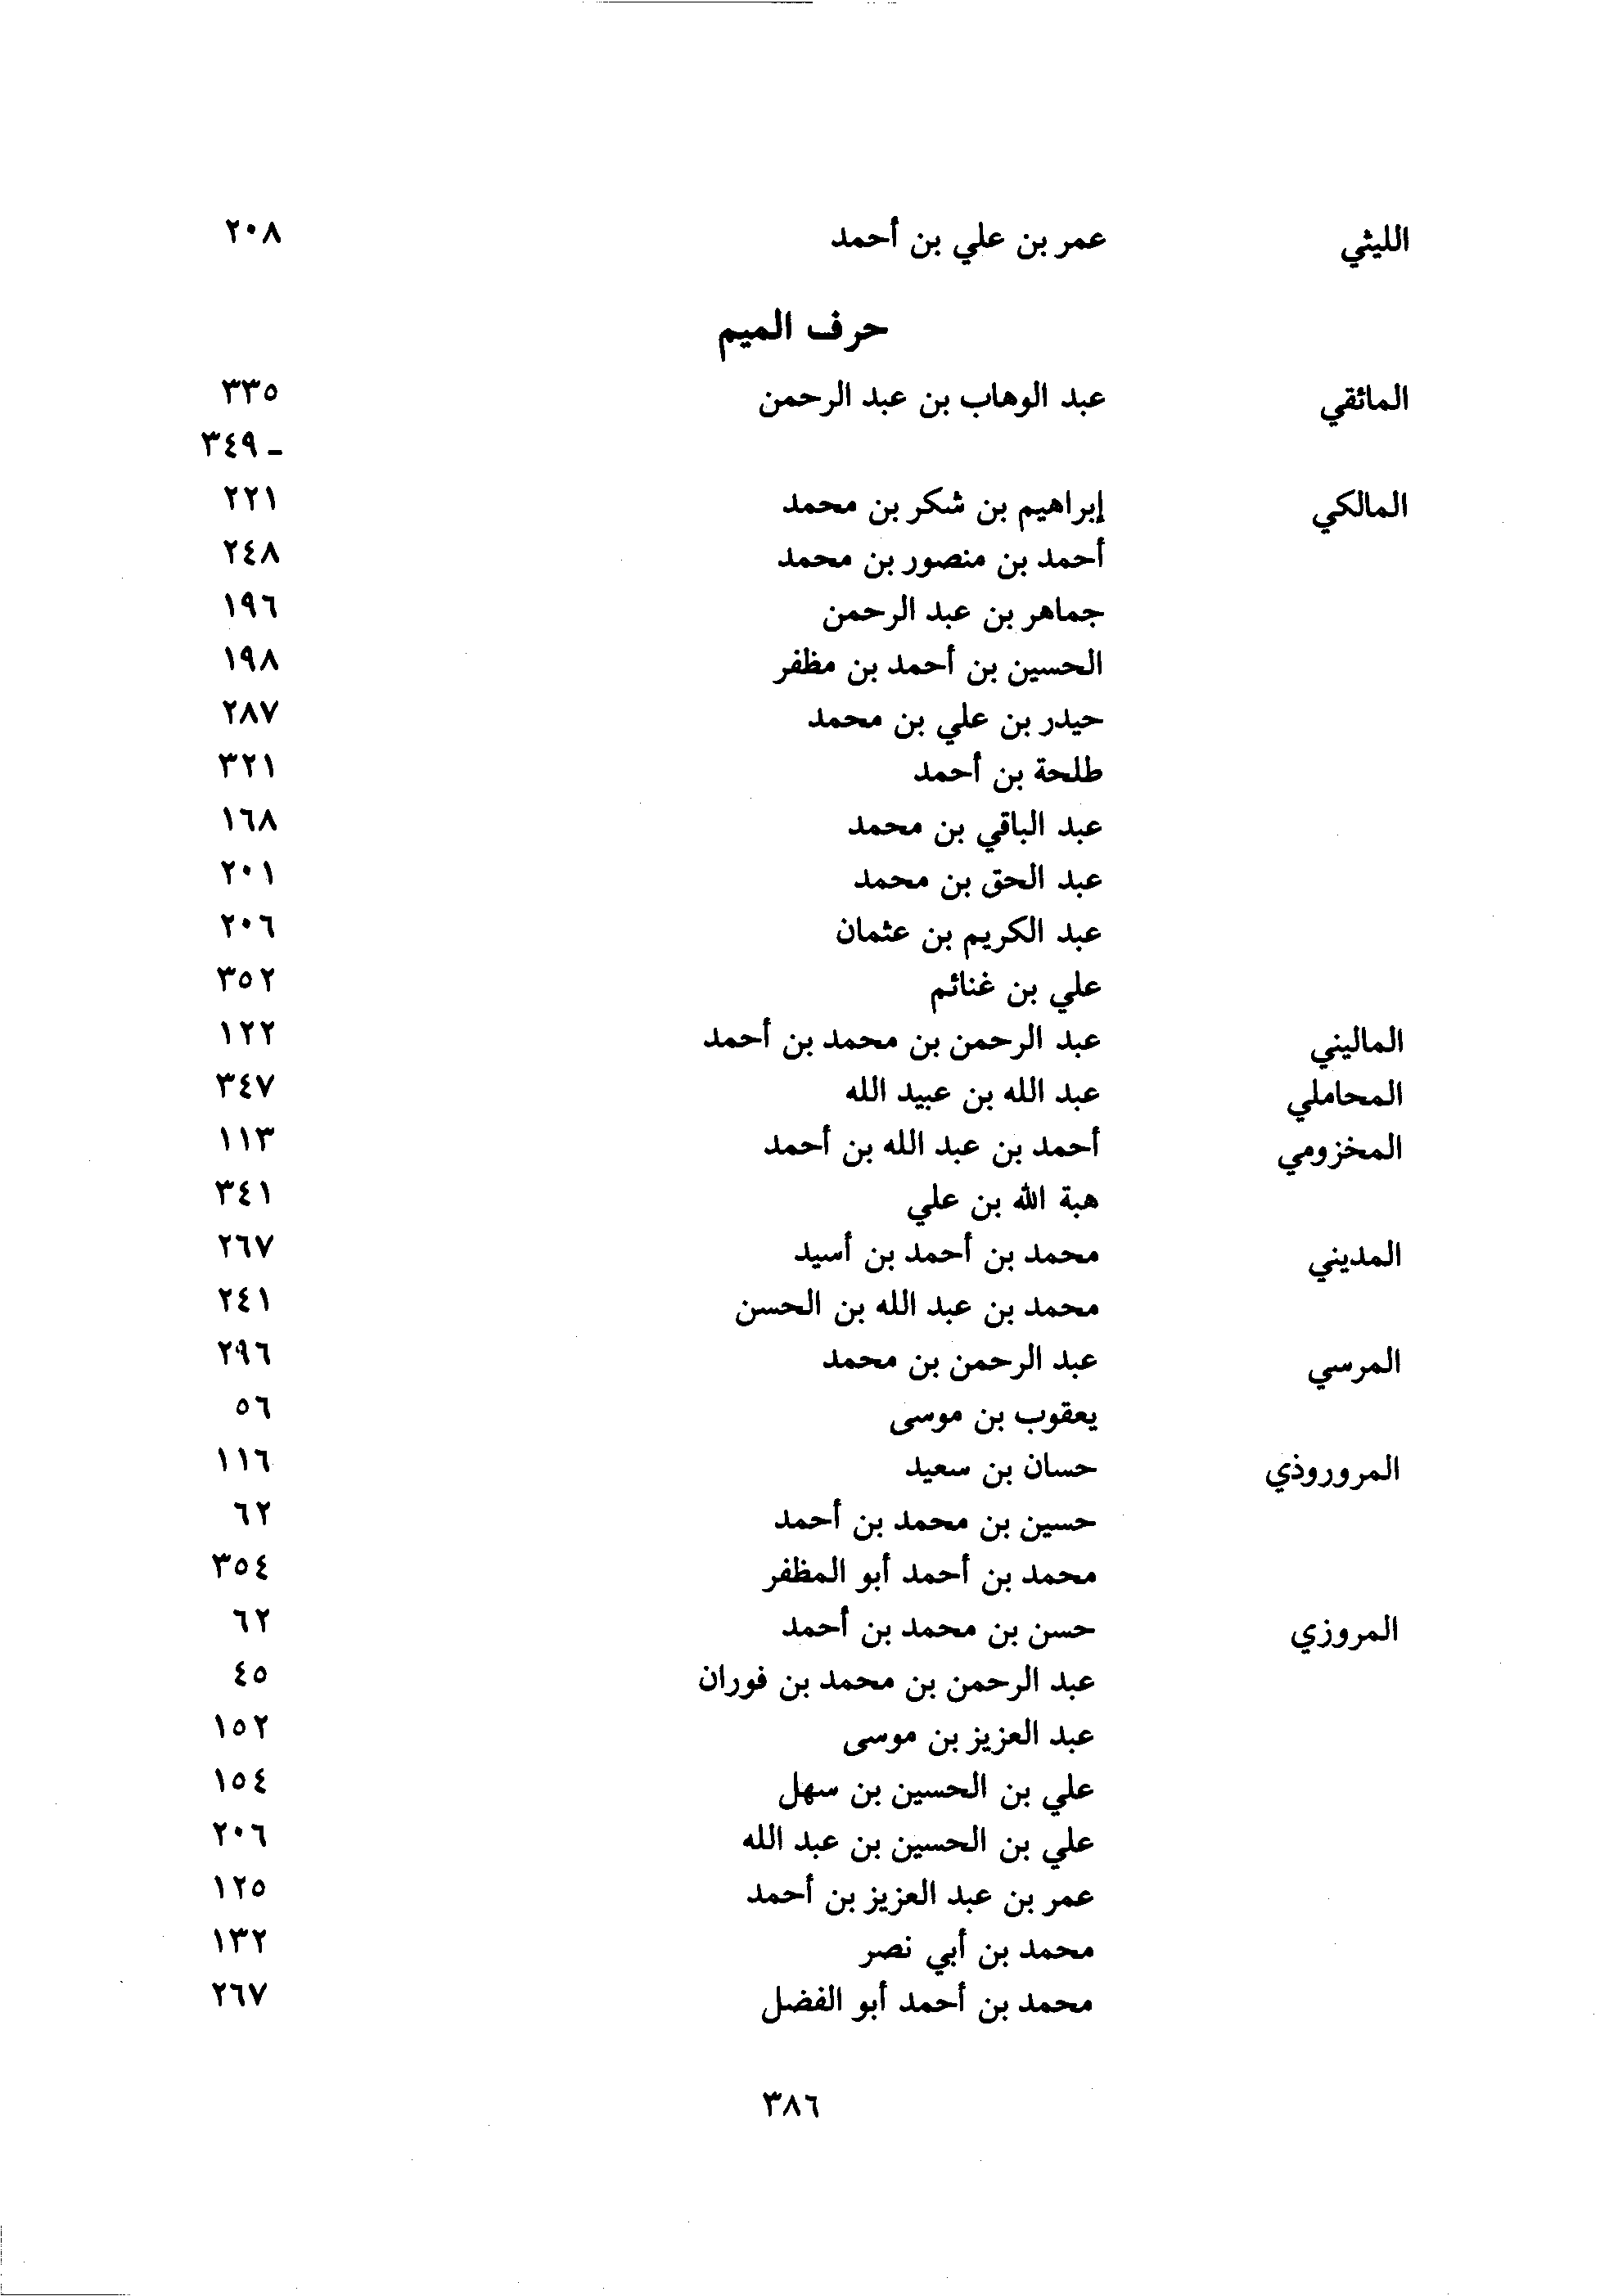 الليثي عمر بن علي بن أحمد ٢٠٨
حرف الميم
الماثقي عبد الوهاب بن عبد الرحمن ٣٣٥
ـ ٣٤٩
المالكي إبراهيم بن شكر بن محمد ٢٢١
أحمد بن منصور بن محمد ٢٤٨
جماهر بن عبد الرحمن ١٩٦
الحسين بن أحمد بن مظفر ١٩٨
حيدر بن علي بن محمد ٢٨٧
طلحة بن أحمد ٣٢١
عبد الباقي بن محمد ١٦٨
عبد الحق بن محمد ٢٠١
عبد الكريم بن عثمان ٢٠٦
علي بن غنائم ٣٥٢
الماليني عبد الرحمن بن محمد بن أحمد ١٢٢
المحاملي عبد الله بن عبيد الله ٣٤٧
المخزومي أحمد بن عبد الله بن أحمد ١١٣
هبة الله بن علي ٣٤١
المديني محمد بن أحمد بن أسيد ٢٦٧
محمد بن عبد الله بن الحسن ٢٤١
المرسي عبد الرحمن بن محمد ٢٩٦
يعقوب بن موسى ٥٦
المروروذي حسان بن سعيد ١١٦
حسين بن محمد بن أحمد ٦٢
محمد بن أحمد أبو المظفر ٣٥٤
المروزي حسن بن محمد بن أحمد ٦٢
عبد الرحمن بن محمد بن فوران ٤٥
عبد العزيز بن موسى ١٥٢
علي بن الحسين بن سهل ١٥٤
علي بن الحسين بن عبد الله ٢٠٦
عمر بن عبد العزيز بن أحمد ١٢٥
محمد بن أبي نصر ١٣٢
محمد بن أحمد أبو الفضل ٢٦٧
٣٨٦